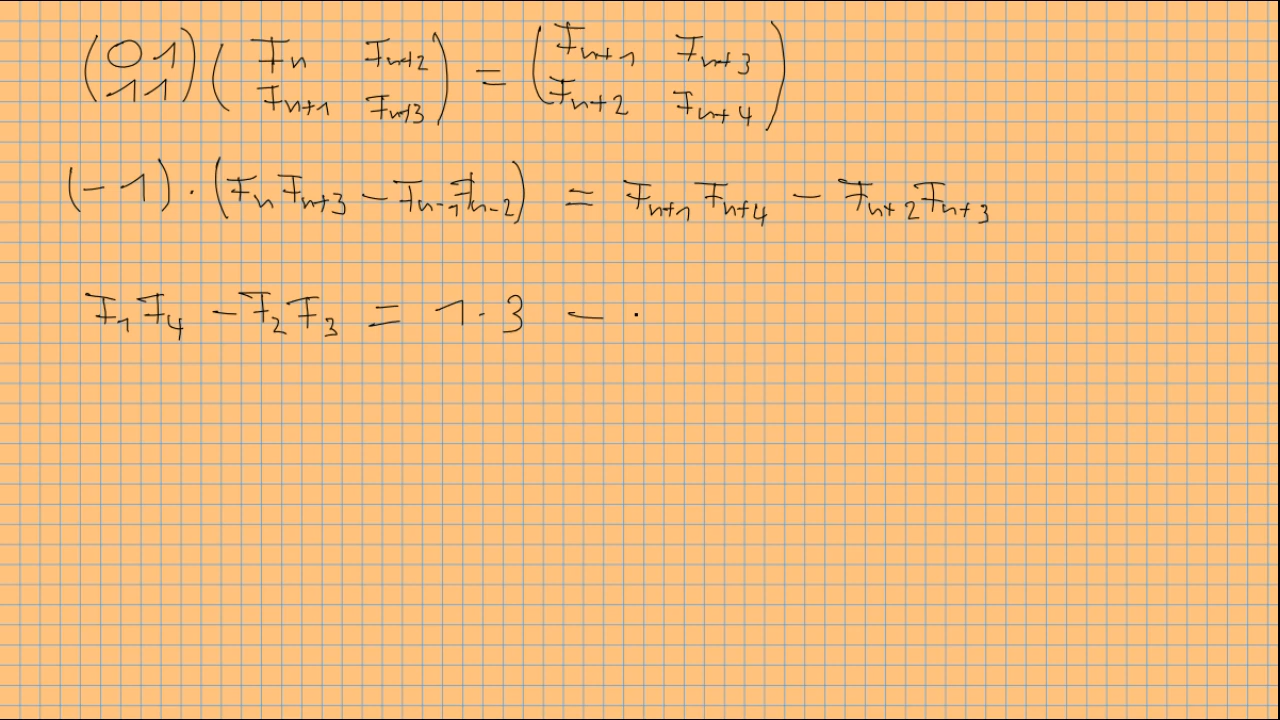 (0 1) (F_n F_{n+2}) = (F_{n+1} F_{n+3})
(1 1) (F_{n+1} F_{n+3}) (F_{n+2} F_{n+4})
(-1) · (F_n F_{n+3} - F_{n-1} F_{n-2}) = F_{n+1} F_{n+4} - F_{n+2} F_{n+3}
F_1 F_4 - F_2 F_3 = 1 · 3 - ·